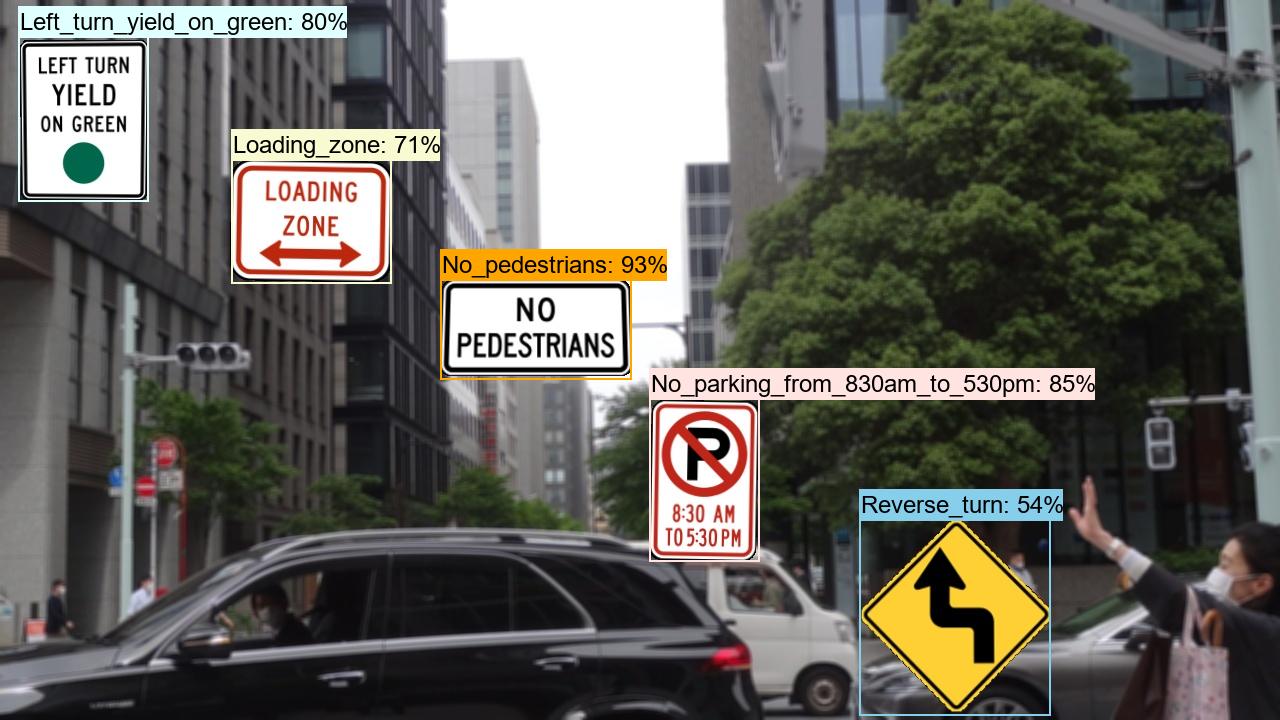 Left_turn_yield_on_green: 80%
LEFT TURN
YIELD
ON GREEN
Loading_zone: 71%
LOADING
ZONE
No_pedestrians: 93%
NO
PEDESTRIANS
No_parking_from_830am_to_530pm: 85%
P
8:30 AM
TO 5:30 PM
Reverse_turn: 54%